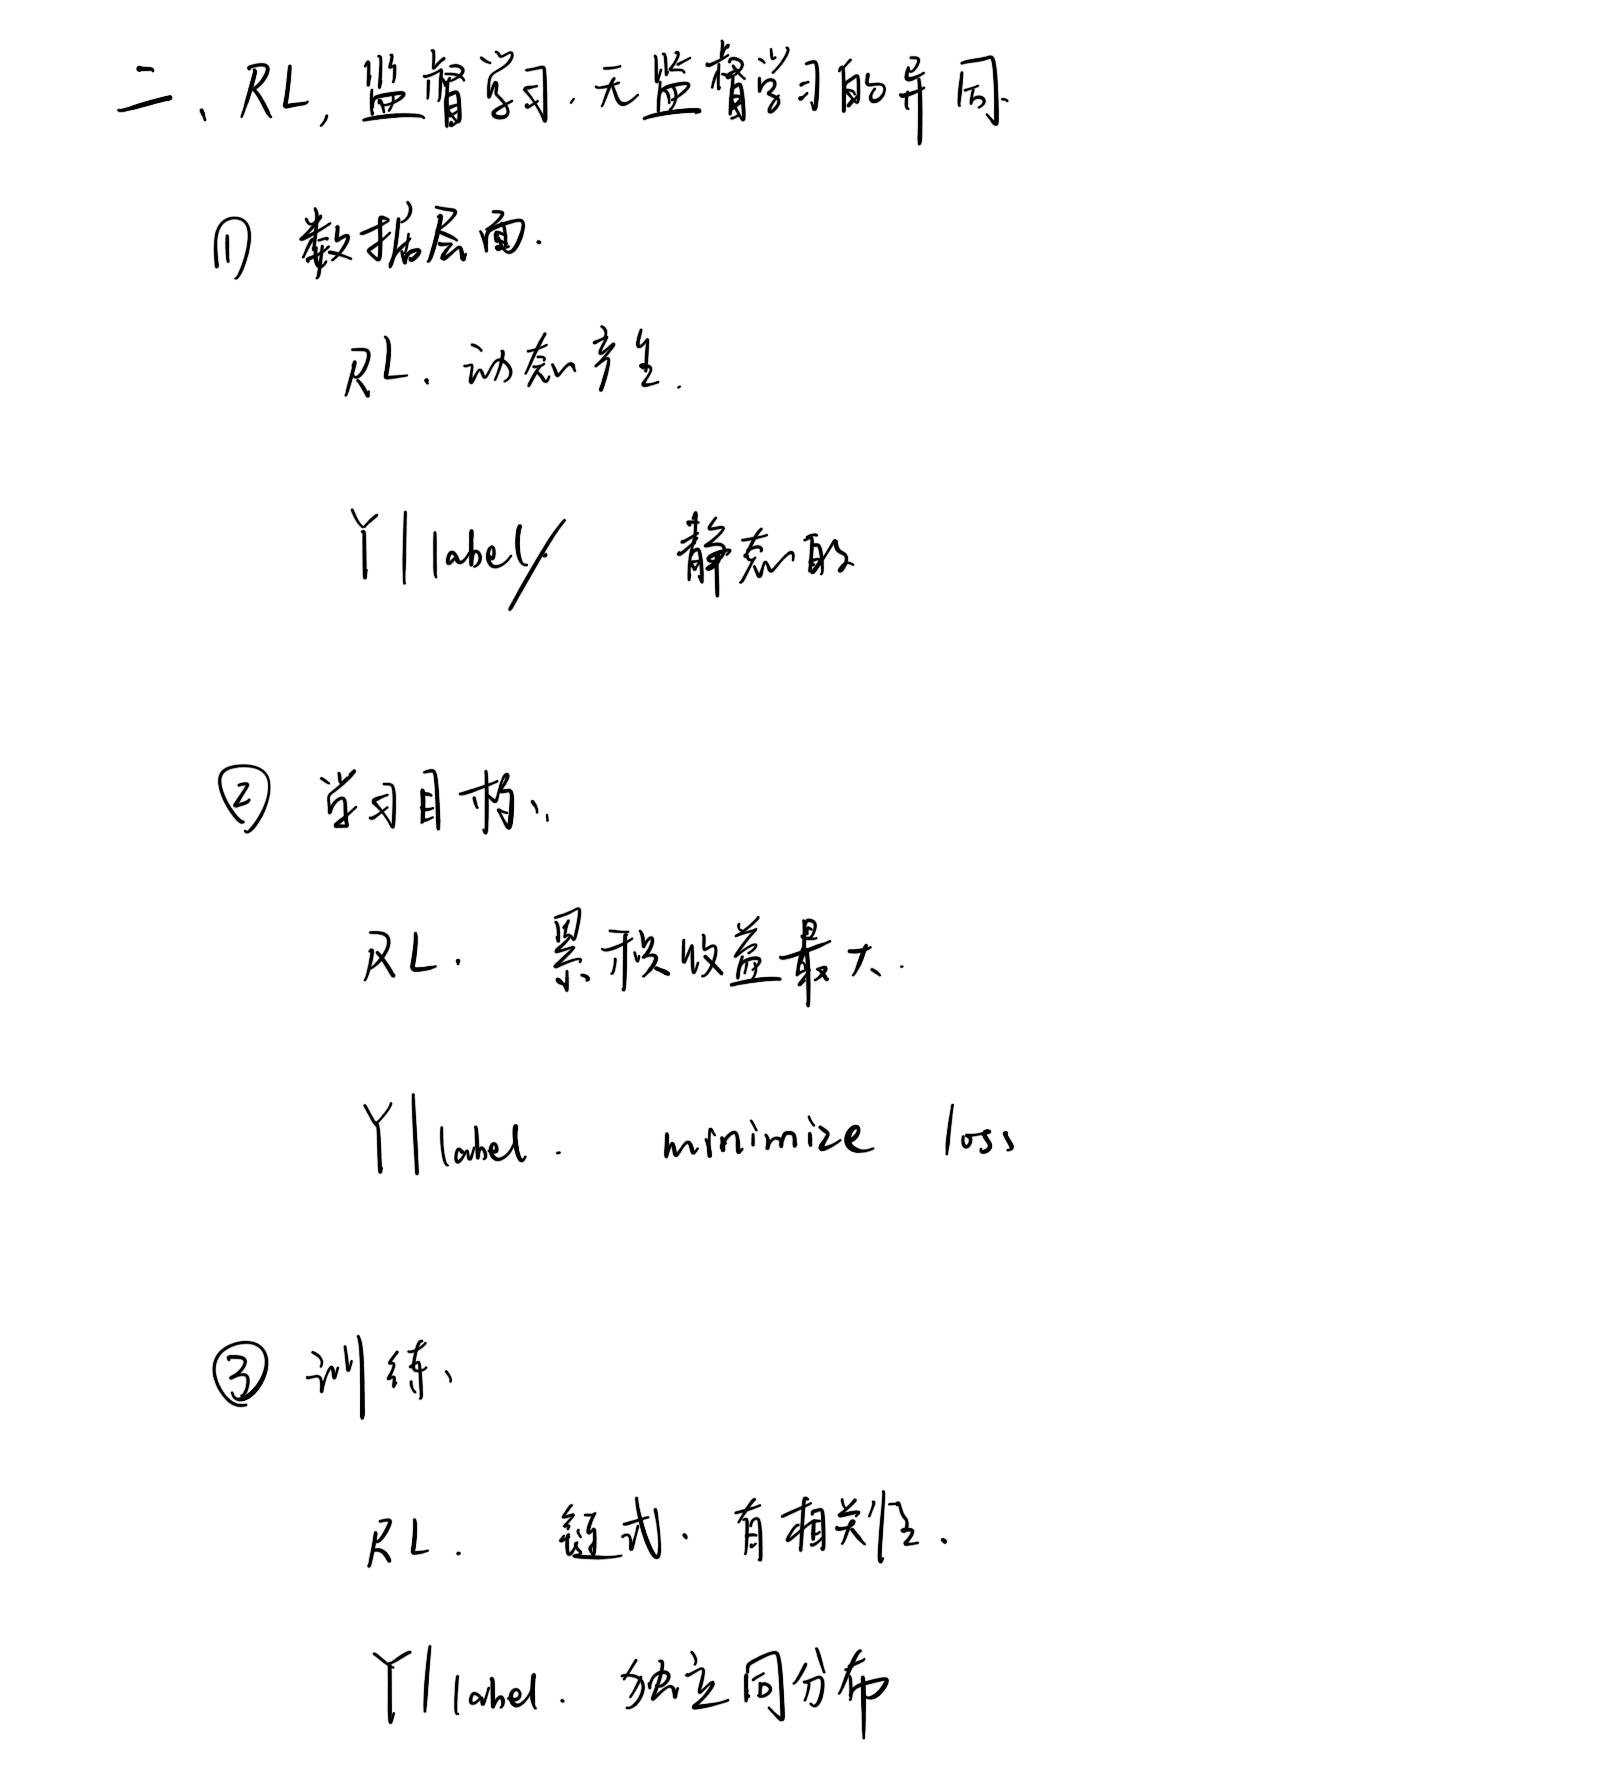 二、RL, 监督学习. 无监督学习的异同.
① 数据层面.
RL. 动态产生.
Y|label/ 静态的
② 学习目标:
RL. 累积收益最大.
Y|label. minimize loss
③ 训练、
RL. 链式. 有相关性.
Y|label. 独立同分布